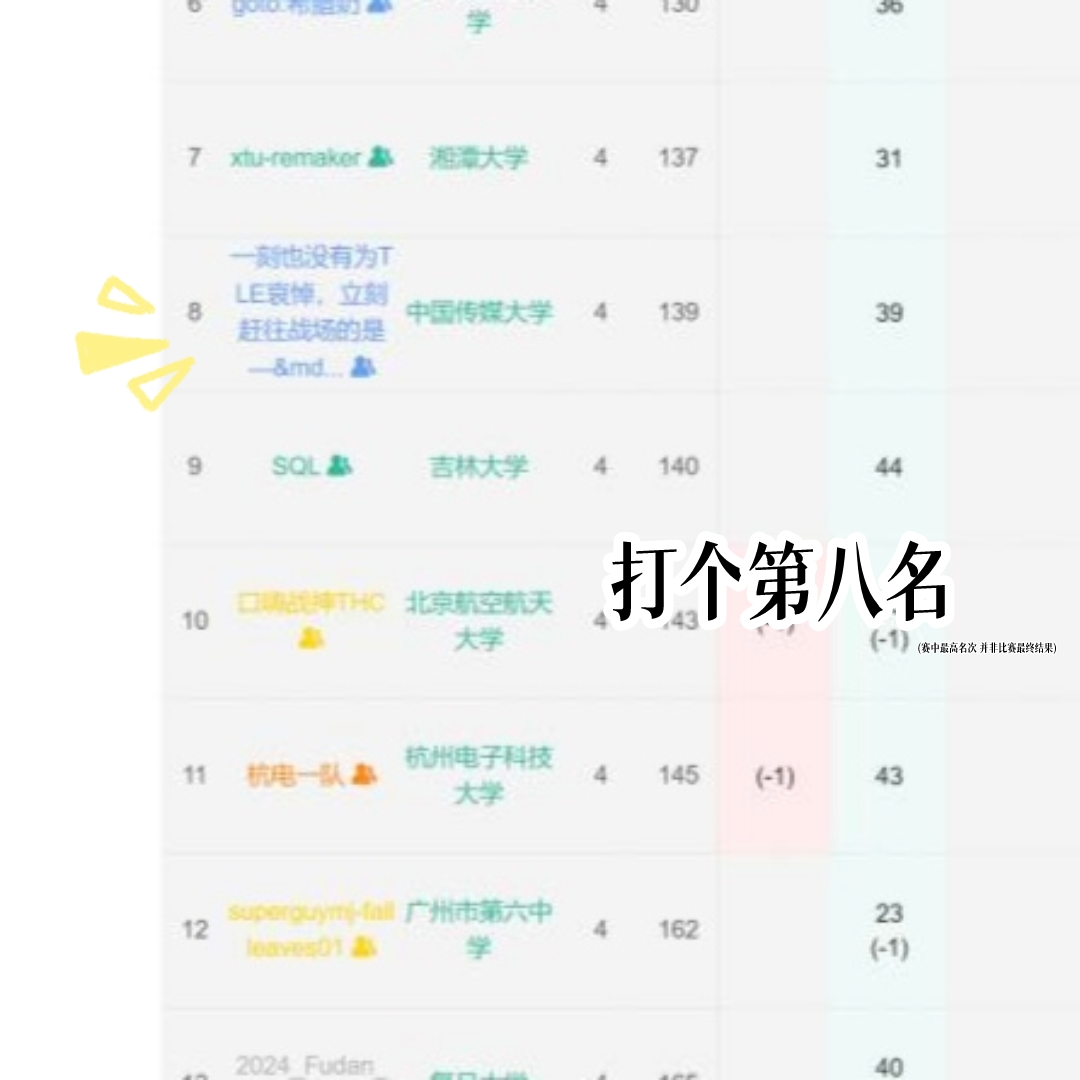 6 goto:希腊奶 学 4 130 36
7 xtu-remaker 湘潭大学 4 137 31
8 一刻也没有为T 中国传媒大学 4 139 39
LE哀悼，立刻
赶往战场的是
—&md...
9 SQL 吉林大学 4 140 44
打个第八名
10 口嗨战神THC 北京航空航天 4 143
大学 (-1)
(赛中最高名次 并非比赛最终结果)
11 杭电一队 杭州电子科技 4 145 (-1) 43
大学
12 superguymj-fall 广州市第六中 4 162 23
leaves01 学 (-1)
2024_Fudan_ 复旦大学 4 165 40